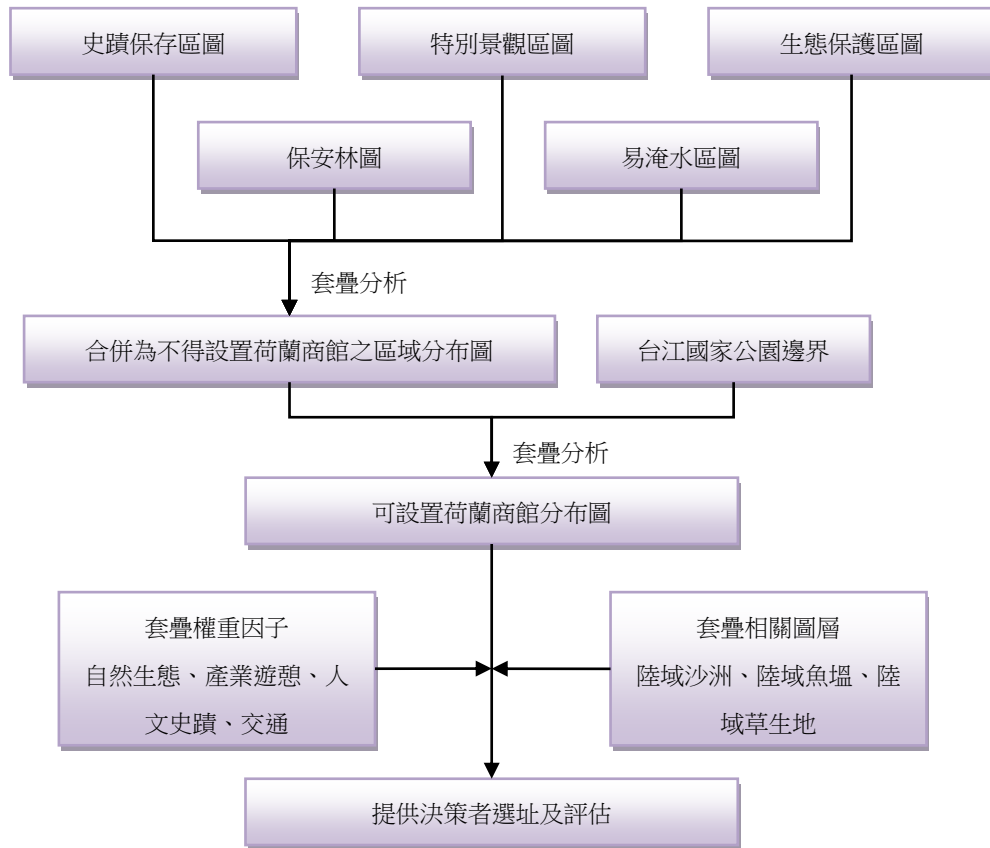 史蹟保存區圖
特別景觀區圖
生態保護區圖
保安林圖
易淹水區圖
套疊分析
合併為不得設置荷蘭商館之區域分布圖
台江國家公園邊界
套疊分析
可設置荷蘭商館分布圖
套疊權重因子
自然生態、產業遊憩、人
文史蹟、交通
套疊相關圖層
陸域沙洲、陸域魚塭、陸
域草生地
提供決策者選址及評估